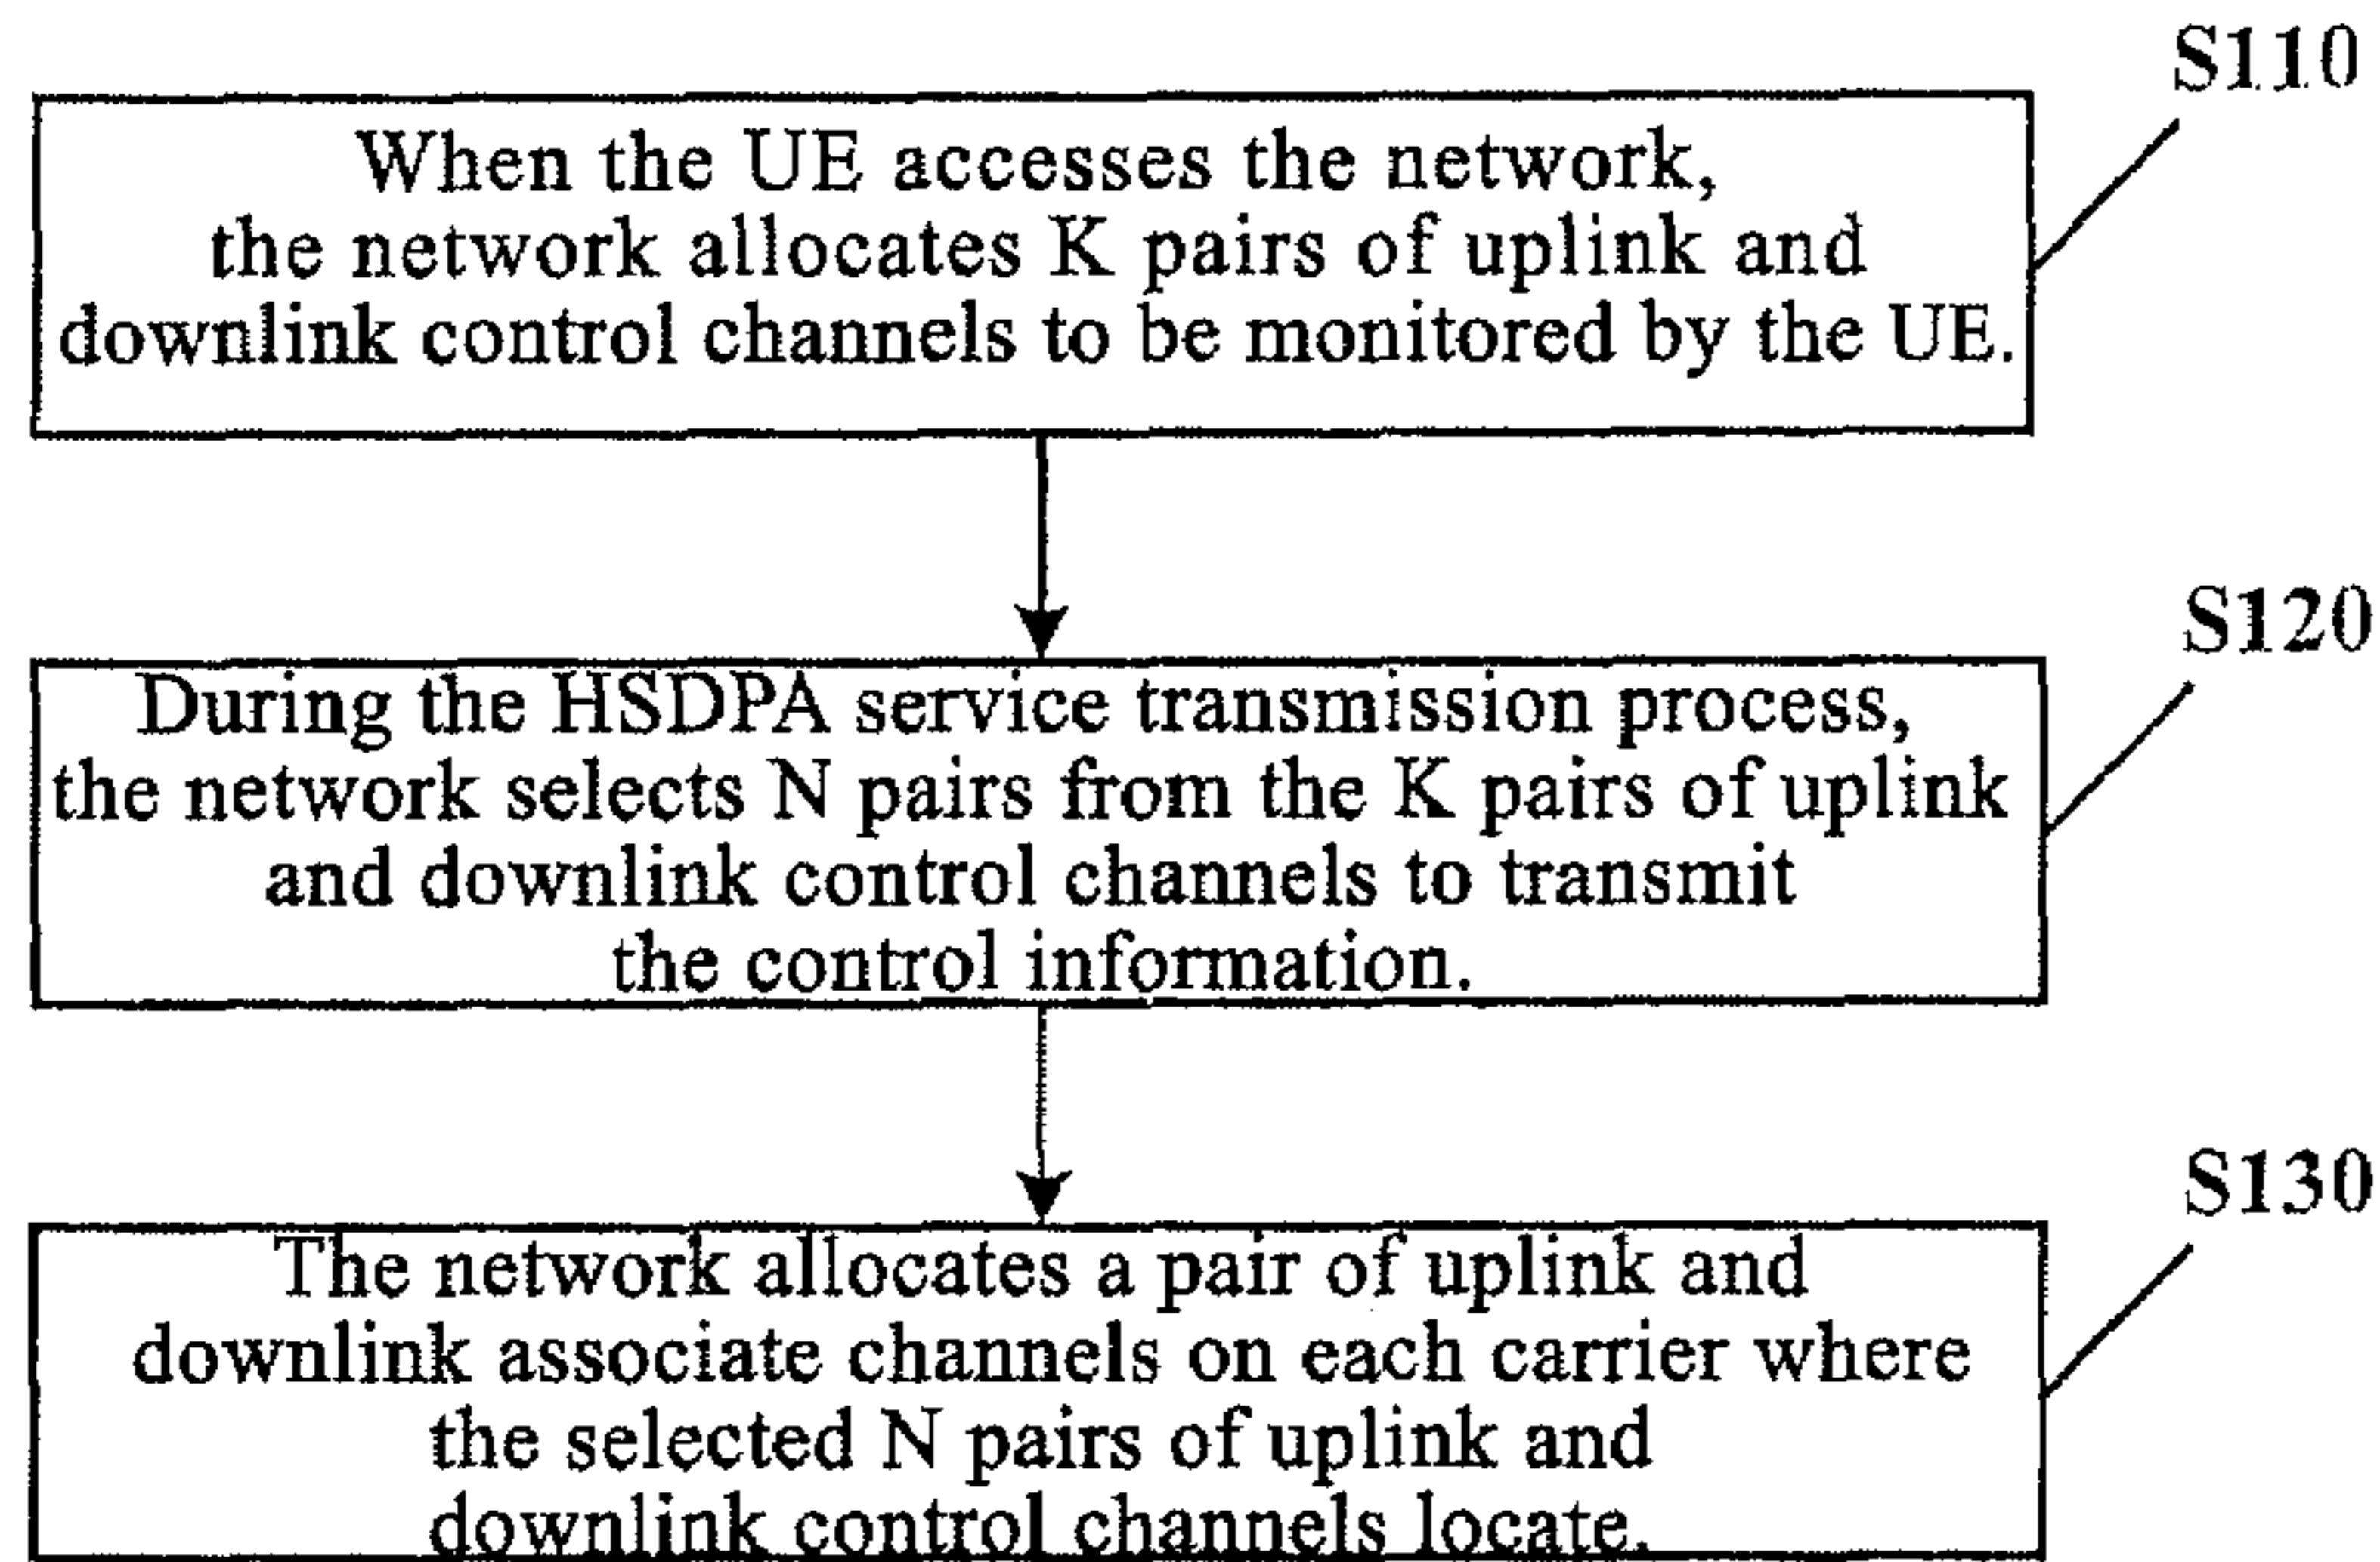 S110
When the UE accesses the network,
the network allocates K pairs of uplink and
downlink control channels to be monitored by the UE.
S120
During the HSDPA service transmission process,
the network selects N pairs from the K pairs of uplink
and downlink control channels to transmit
the control information.
S130
The network allocates a pair of uplink and
downlink associate channels on each carrier where
the selected N pairs of uplink and
downlink control channels locate.